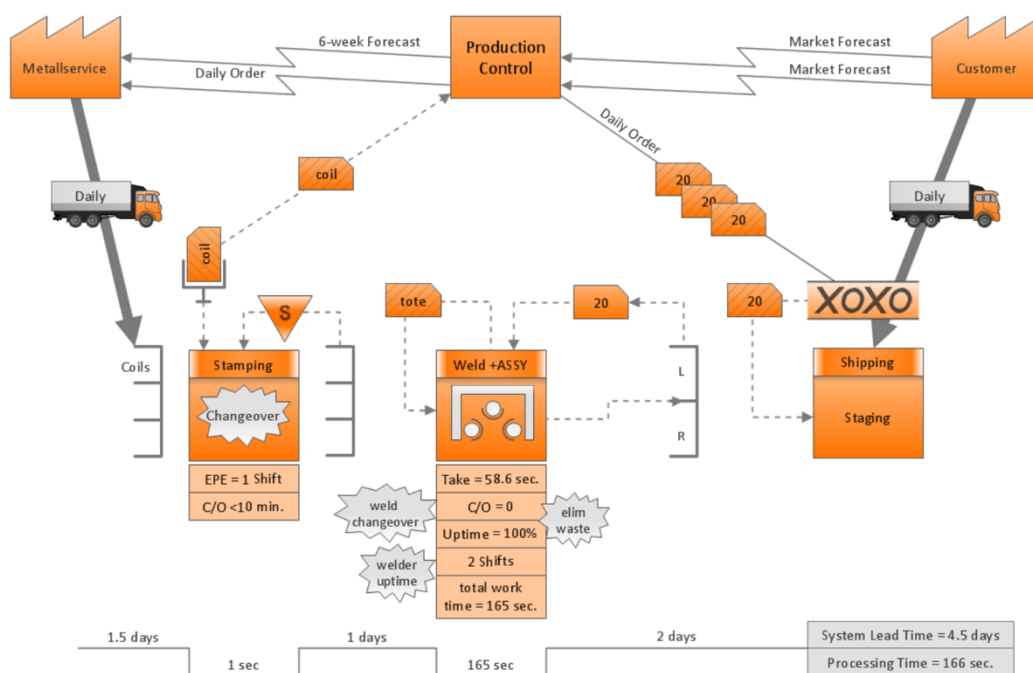 Metallservice
6-week Forecast
Daily Order
Production
Control
Market Forecast
Market Forecast
Customer
Daily Order
coil
20
20
20
Daily
Daily
coil
S
tote
20
20
XOXO
Coils
Stamping
Changeover
EPE = 1 Shift
C/O <10 min.
Weld +ASSY
L
R
Shipping
Staging
Take = 58.6 sec.
C/O = 0
Uptime = 100%
2 Shifts
total work
time = 165 sec.
weld
changeover
elim
waste
welder
uptime
1.5 days
1 sec
1 days
165 sec
2 days
System Lead Time = 4.5 days
Processing Time = 166 sec.